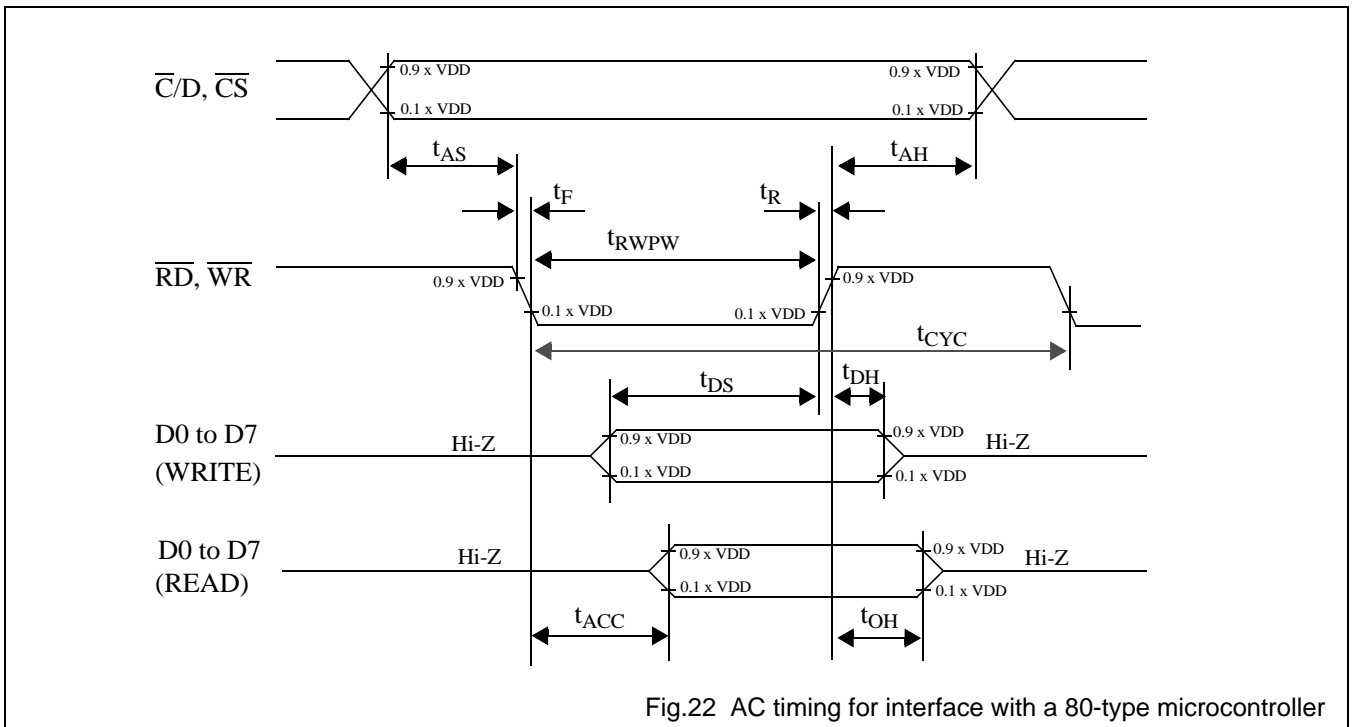 C̅/D, C̅S̅
0.9 x VDD
0.9 x VDD
0.1 x VDD
0.1 x VDD
tAS
tAH
tF
tR
tRWPW
R̅D̅, W̅R̅
0.9 x VDD
0.9 x VDD
0.1 x VDD
0.1 x VDD
tCYC
tDS
tDH
D0 to D7
(WRITE)
Hi-Z
0.9 x VDD
0.9 x VDD
Hi-Z
0.1 x VDD
0.1 x VDD
D0 to D7
(READ)
Hi-Z
0.9 x VDD
0.9 x VDD
Hi-Z
0.1 x VDD
0.1 x VDD
tACC
tOH
Fig.22 AC timing for interface with a 80-type microcontroller